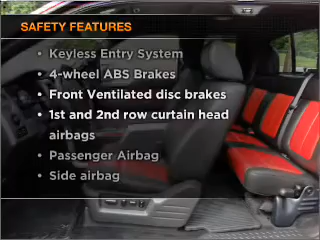 SAFETY FEATURES
• Keyless Entry System
• 4-wheel ABS Brakes
• Front Ventilated disc brakes
• 1st and 2nd row curtain head
airbags
• Passenger Airbag
• Side airbag